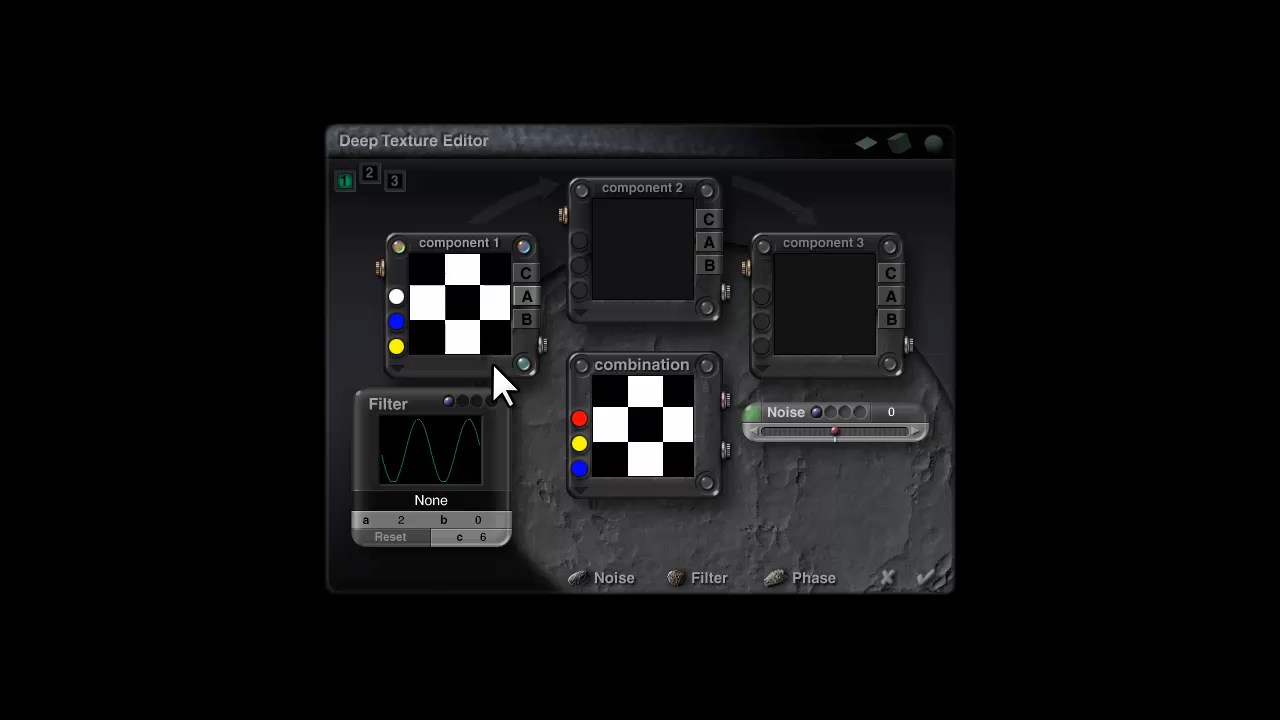 Deep Texture Editor
1 2 3
component 1
C
A
B
component 2
C
A
B
component 3
C
A
B
Filter
None
a 2 b 0
Reset c 6
combination
Noise 0
Noise Filter Phase